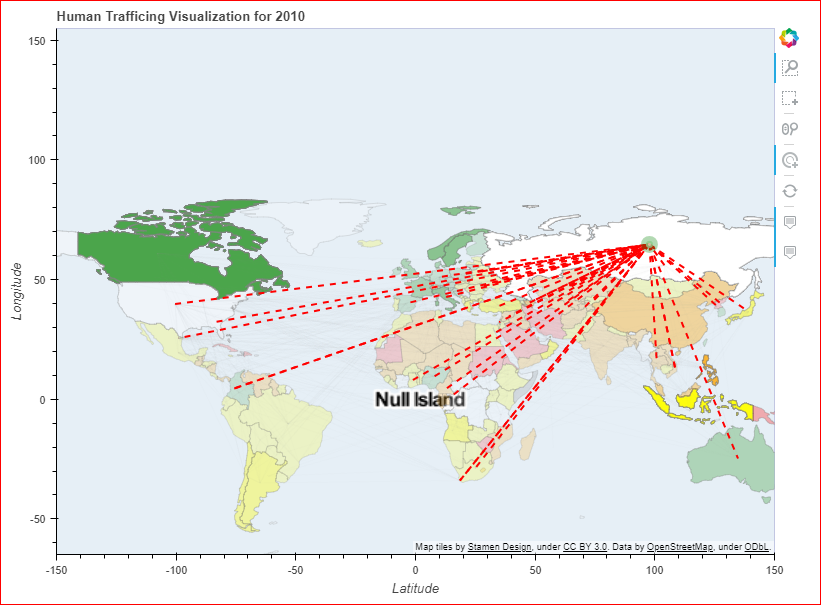 Human Trafficing Visualization for 2010
150
100
50
0
-50
Longitude
Null Island
Map tiles by Stamen Design, under CC BY 3.0. Data by OpenStreetMap, under ODbL.
-150
-100
-50
0
50
100
150
Latitude